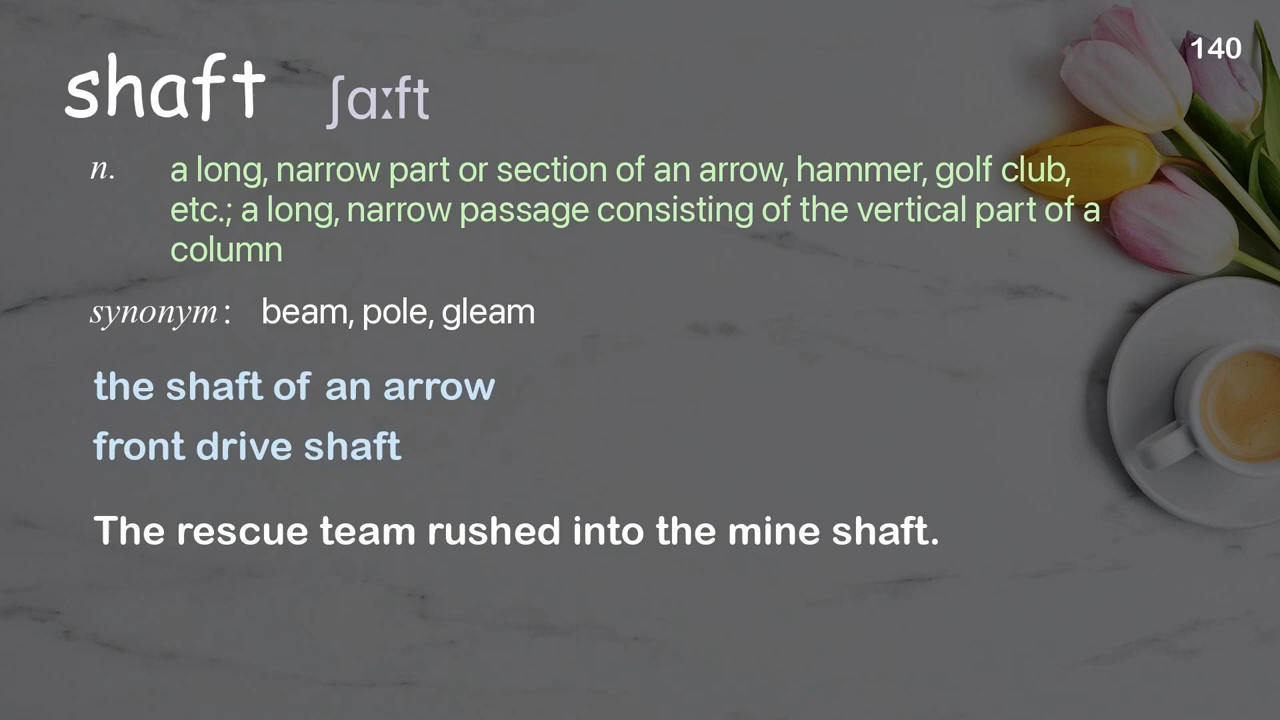 140
shaft ʃɑːft
n. a long, narrow part or section of an arrow, hammer, golf club,
etc.; a long, narrow passage consisting of the vertical part of a
column
synonym: beam, pole, gleam
the shaft of an arrow
front drive shaft
The rescue team rushed into the mine shaft.